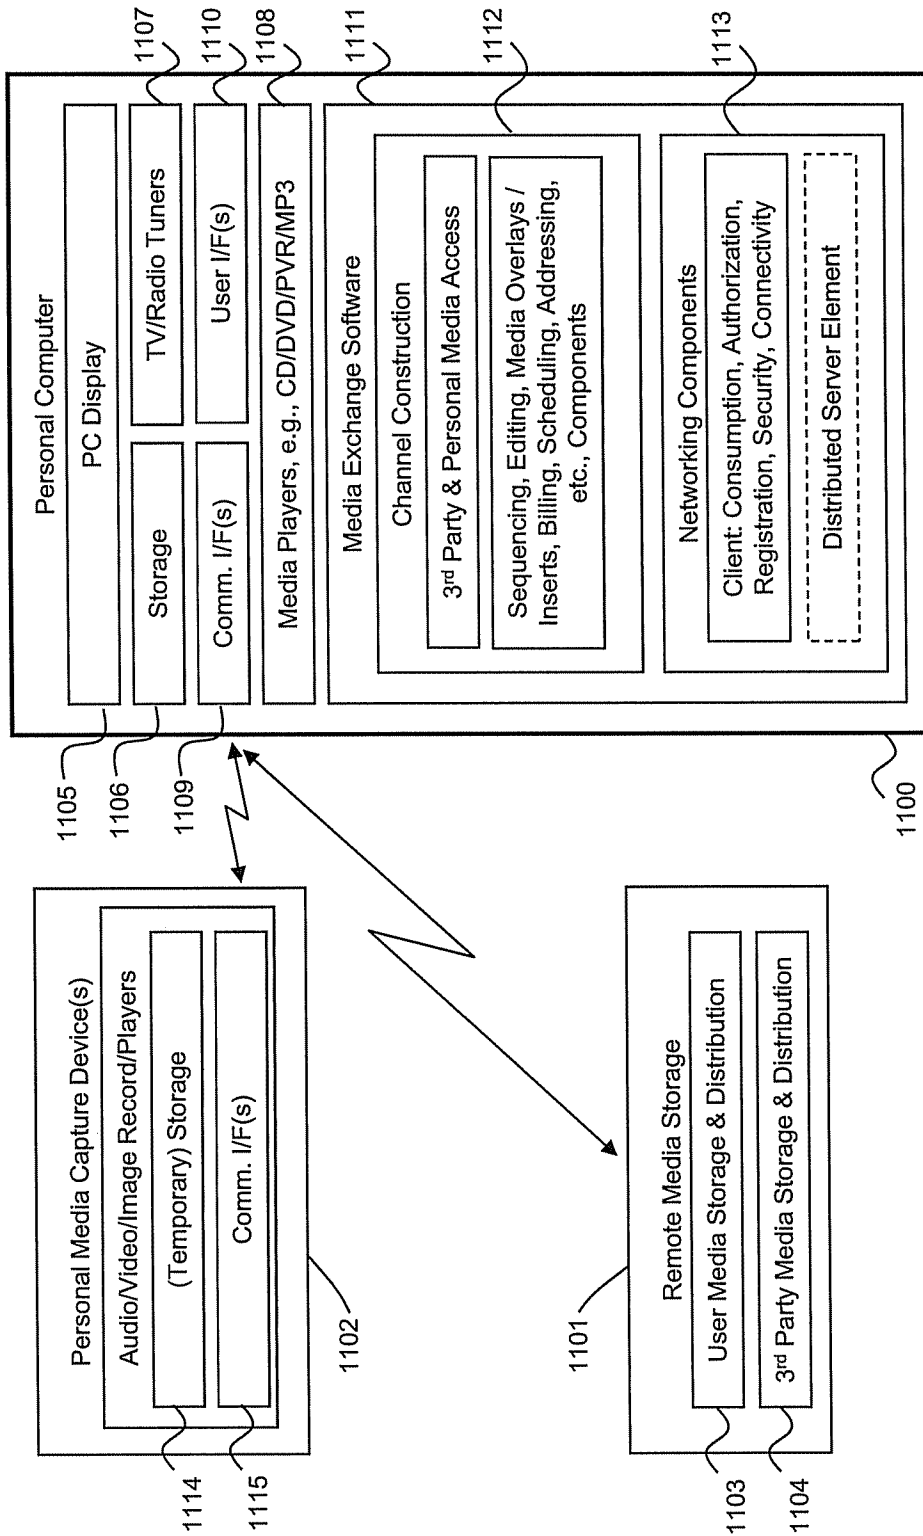 Personal Media Capture Device(s)
Audio/Video/Image Record/Players
(Temporary) Storage
Comm. I/F(s)
1114
1115
1102
Remote Media Storage
User Media Storage & Distribution
3rd Party Media Storage & Distribution
1101
1103
1104
Personal Computer
PC Display
Storage
TV/Radio Tuners
Comm. I/F(s)
User I/F(s)
Media Players, e.g., CD/DVD/PVR/MP3
Media Exchange Software
Channel Construction
3rd Party & Personal Media Access
Sequencing, Editing, Media Overlays /
Inserts, Billing, Scheduling, Addressing,
etc., Components
Networking Components
Client: Consumption, Authorization,
Registration, Security, Connectivity
Distributed Server Element
1105
1106
1109
1100
1107
1110
1108
1111
1112
1113